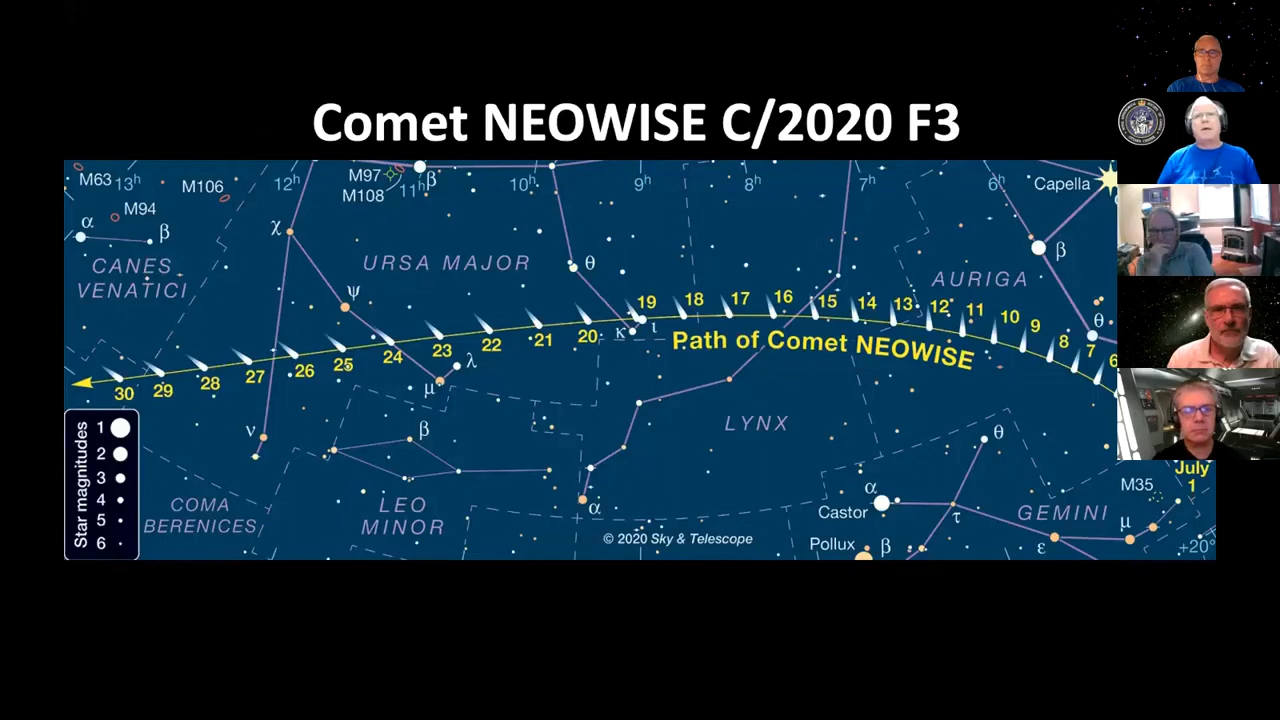 Comet NEOWISE C/2020 F3
M63 13h
M106
12h
M97
M108
11h
β
10h
9h
8h
7h
6h
Capella
M94
α
β
CANES
VENATICI
χ
URSA MAJOR
θ
β
AURIGA
ψ
θ
19 18 17 16 15 14 13 12 11 10 9 8 7 6
κ ι
Path of Comet NEOWISE
30 29 28 27 26 25 24 23 22 21 20
λ
μ
ν
β
LYNX
θ
Star magnitudes
1
2
3
4
5
6
COMA
BERENICES
LEO
MINOR
α
© 2020 Sky & Telescope
α
Castor
Pollux
β
τ
GEMINI
ε
μ
M35
July
1
+20°